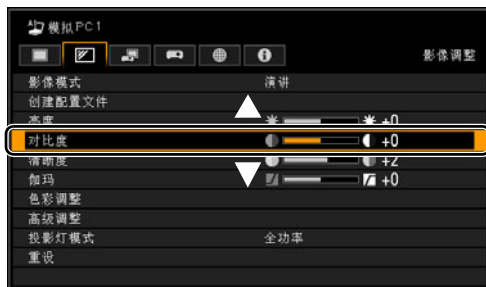 模拟PC1
影像调整
影像模式 演讲
创建配置文件
亮度 +0
对比度 +0
清晰度 +2
伽玛 +0
色彩调整
高级调整
投影灯模式 全功率
重设